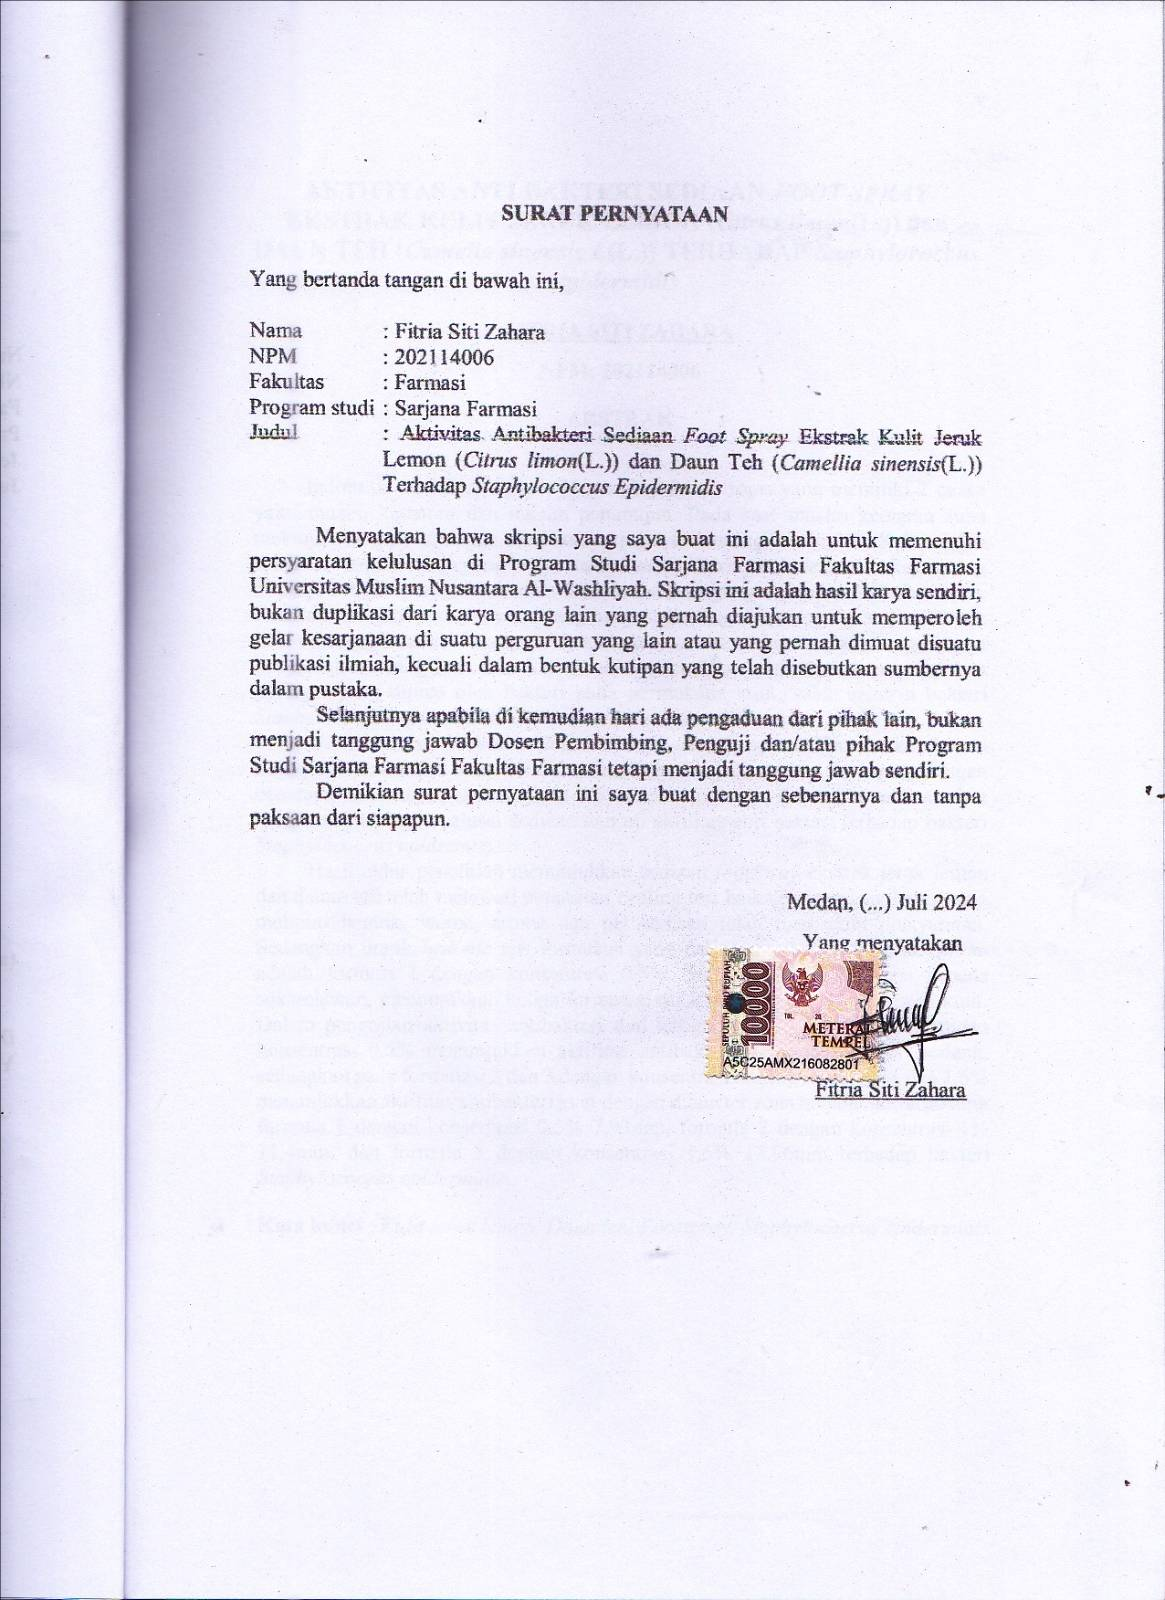 SURAT PERNYATAAN
Yang bertanda tangan di bawah ini,
Nama : Fitria Siti Zahara
NPM : 202114006
Fakultas : Farmasi
Program studi : Sarjana Farmasi
Judul : Aktivitas Antibakteri Sediaan Foot Spray Ekstrak Kulit Jeruk
Lemon (Citrus limon(L.)) dan Daun Teh (Camellia sinensis(L.))
Terhadap Staphylococcus Epidermidis
Menyatakan bahwa skripsi yang saya buat ini adalah untuk memenuhi
persyaratan kelulusan di Program Studi Sarjana Farmasi Fakultas Farmasi
Universitas Muslim Nusantara Al-Washliyah. Skripsi ini adalah hasil karya sendiri,
bukan duplikasi dari karya orang lain yang pernah diajukan untuk memperoleh
gelar kesarjanaan di suatu perguruan yang lain atau yang pernah dimuat disuatu
publikasi ilmiah, kecuali dalam bentuk kutipan yang telah disebutkan sumbernya
dalam pustaka.
Selanjutnya apabila di kemudian hari ada pengaduan dari pihak lain, bukan
menjadi tanggung jawab Dosen Pembimbing, Penguji dan/atau pihak Program
Studi Sarjana Farmasi Fakultas Farmasi tetapi menjadi tanggung jawab sendiri.
Demikian surat pernyataan ini saya buat dengan sebenarnya dan tanpa
paksaan dari siapapun.
Medan, (...) Juli 2024
Yang menyatakan
SEPULUH RIBU RUPIAH
10000
TGL. 20
METERAI
TEMPEL
A5C25AMX216082801
Fitria Siti Zahara